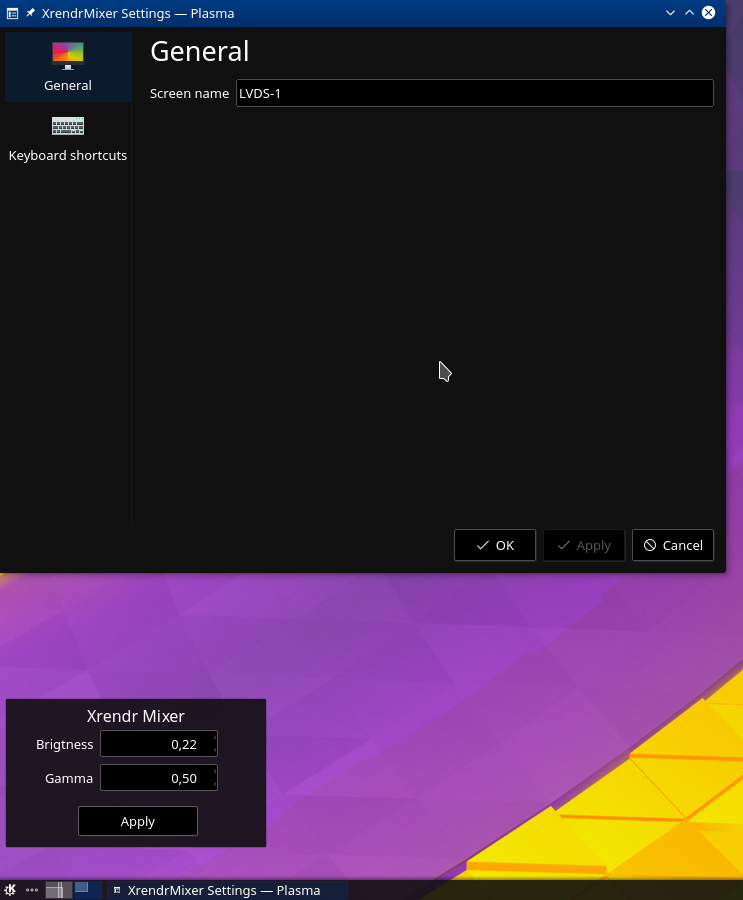 XrendrMixer Settings — Plasma
General
General
Screen name LVDS-1
Keyboard shortcuts
OK Apply Cancel
Xrendr Mixer
Brigtness 0,22
Gamma 0,50
Apply
XrendrMixer Settings — Plasma